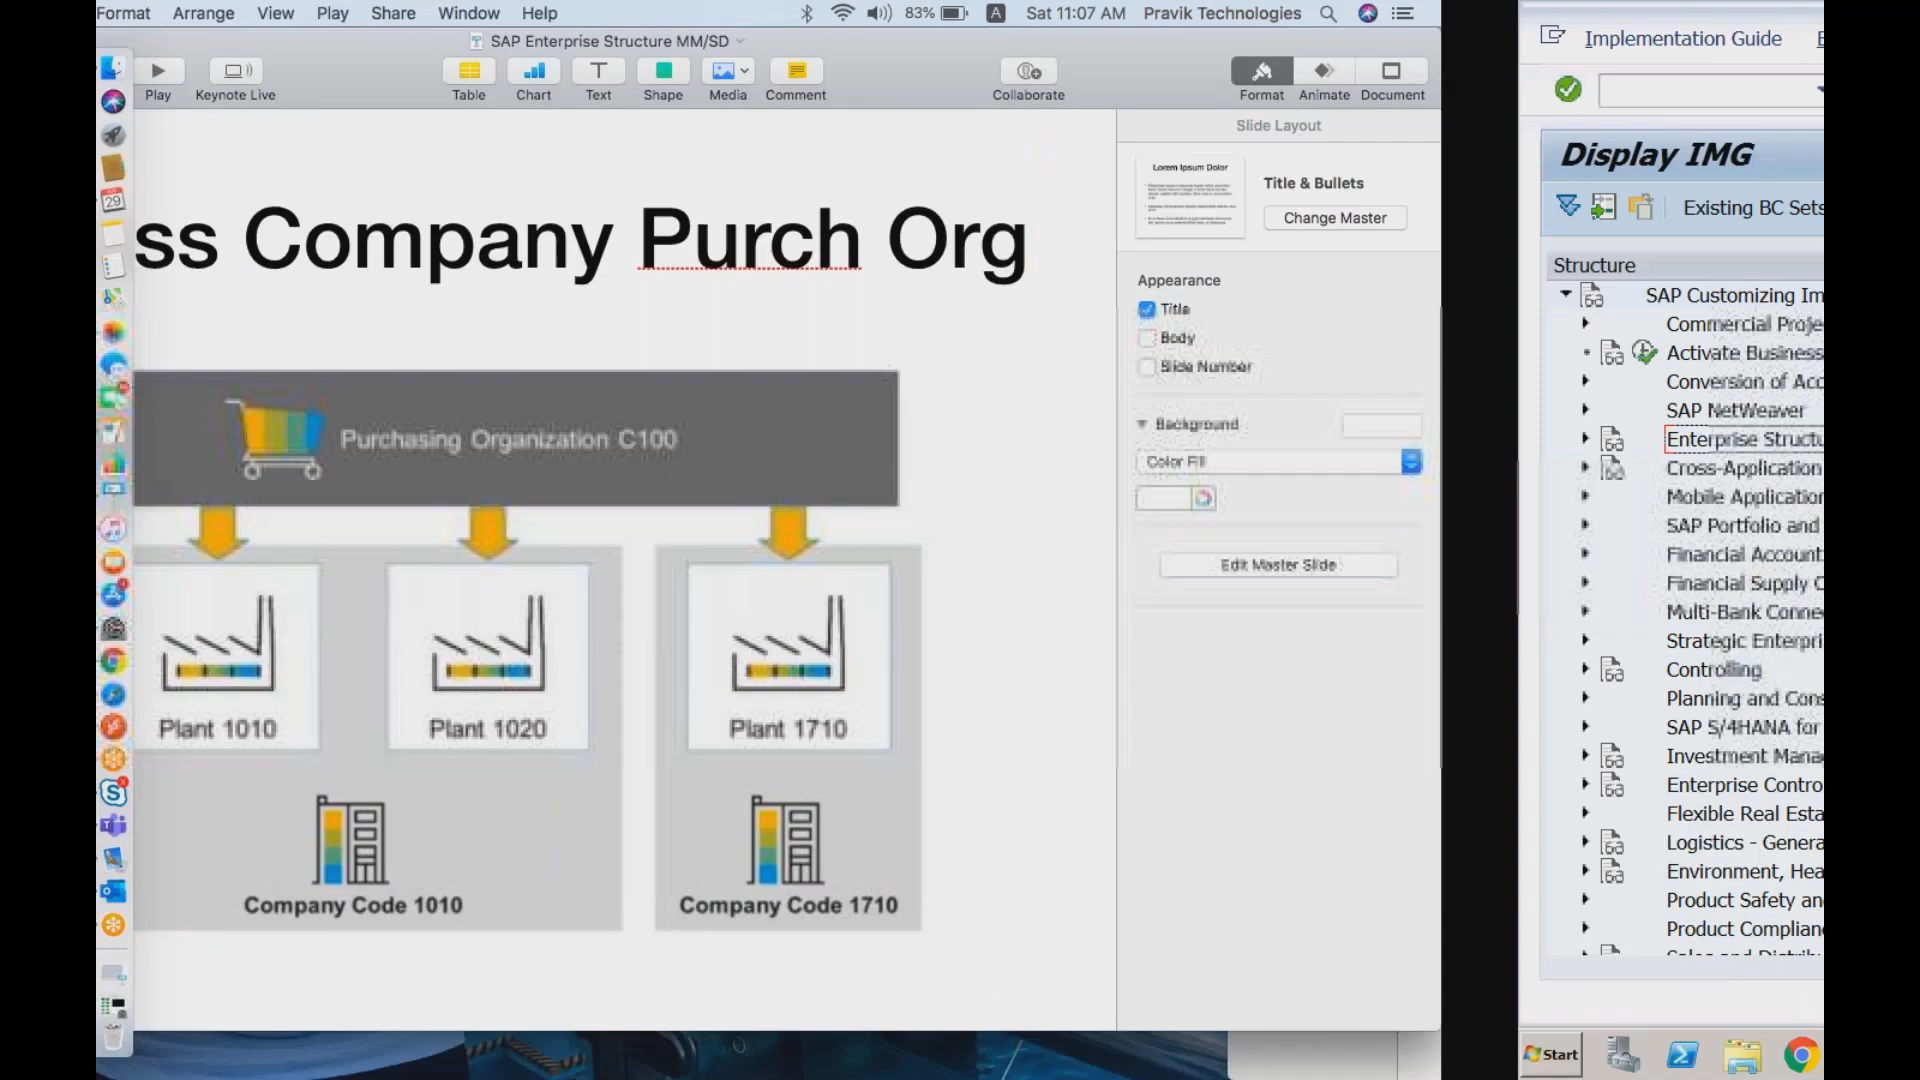 Format Arrange View Play Share Window Help 83% A Sat 11:07 AM Pravik Technologies
SAP Enterprise Structure MM/SD
Play Keynote Live Table Chart Text Shape Media Comment Collaborate Format Animate Document
ss Company Purch Org
Purchasing Organization C100
Plant 1010
Plant 1020
Plant 1710
Company Code 1010
Company Code 1710
Slide Layout
Lorem Ipsum Dolor
Title & Bullets
Change Master
Appearance
Title
Body
Slide Number
Background
Color Fill
Edit Master Slide
29
Implementation Guide E
Display IMG
Existing BC Sets
Structure
SAP Customizing Im
Commercial Proje
Activate Business
Conversion of Acc
SAP NetWeaver
Enterprise Structu
Cross-Application
Mobile Application
SAP Portfolio and
Financial Account
Financial Supply C
Multi-Bank Conne
Strategic Enterpri
Controlling
Planning and Cons
SAP S/4HANA for
Investment Mana
Enterprise Contro
Flexible Real Esta
Logistics - Genera
Environment, Hea
Product Safety an
Product Complian
Sales and Distrib
Start